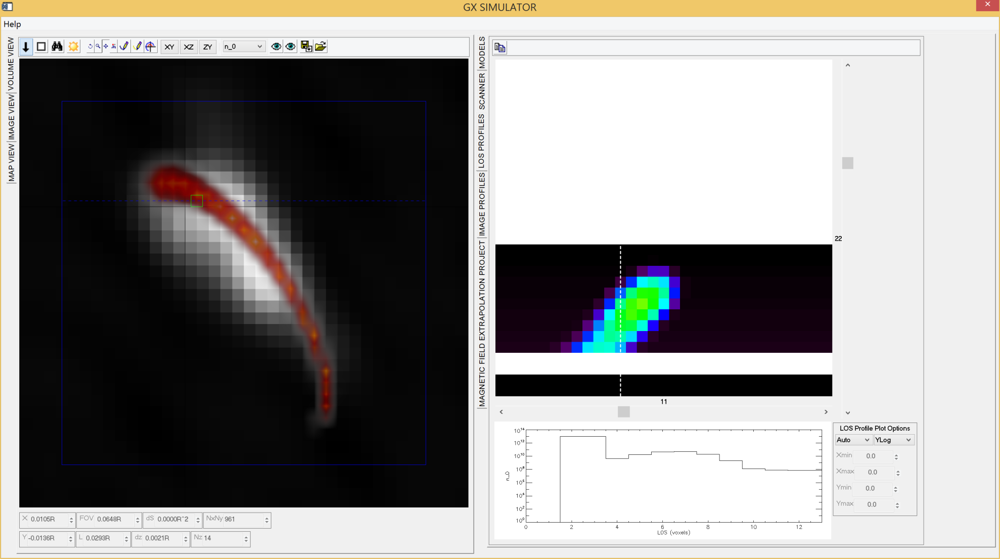 GX SIMULATOR
Help
VOLUME VIEW
IMAGE VIEW
MAP VIEW
XY XZ ZY n_0
X 0.0105R FOV 0.0648R dS 0.0000R^2 NxNy 961
Y -0.0136R L 0.0293R dz 0.0021R Nz 14
MODELS
SCANNER
LOS PROFILES
IMAGE PROFILES
MAGNETIC FIELD EXTRAPOLATION PROJECT
22
11
10^14
10^12
10^10
10^8
10^6
10^4
10^2
10^0
n_0
0 2 4 6 8 10 12
LOS (voxels)
LOS Profile Plot Options
Auto YLog
Xmin 0.0
Xmax 0.0
Ymin 0.0
Ymax 0.0